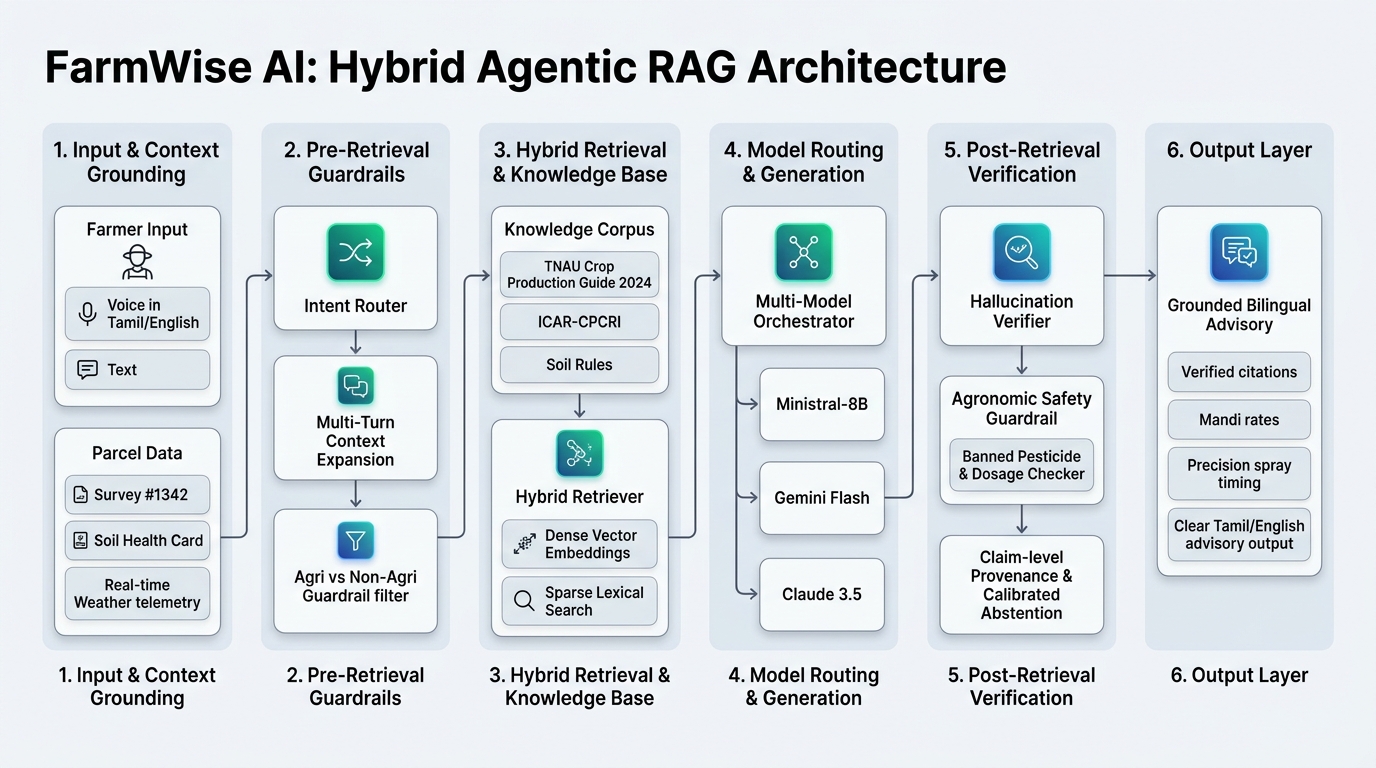 FarmWise AI: Hybrid Agentic RAG Architecture
1. Input & Context
Grounding
Farmer Input
Voice in
Tamil/English
Text
Parcel Data
Survey #1342
Soil Health Card
Real-time
Weather telemetry
2. Pre-Retrieval
Guardrails
Intent Router
Multi-Turn
Context
Expansion
Agri vs Non-Agri
Guardrail filter
3. Hybrid Retrieval
& Knowledge Base
Knowledge Corpus
TNAU Crop
Production Guide 2024
ICAR-CPCRI
Soil Rules
Hybrid Retriever
Dense Vector
Embeddings
Sparse Lexical
Search
4. Model Routing
& Generation
Multi-Model
Orchestrator
Ministral-8B
Gemini Flash
Claude 3.5
5. Post-Retrieval
Verification
Hallucination
Verifier
Agronomic Safety
Guardrail
Banned Pesticide
& Dosage Checker
Claim-level
Provenance &
Calibrated
Abstention
6. Output Layer
Grounded Bilingual
Advisory
Verified citations
Mandi rates
Precision spray
timing
Clear Tamil/English
advisory output
1. Input & Context
Grounding
2. Pre-Retrieval
Guardrails
3. Hybrid Retrieval &
Knowledge Base
4. Model Routing
& Generation
5. Post-Retrieval
Verification
6. Output Layer